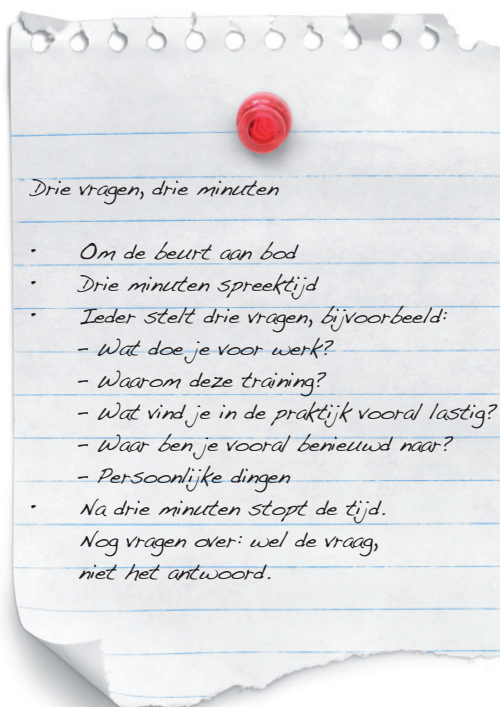 Drie vragen, drie minuten
· Om de beurt aan bod
· Drie minuten spreektijd
· Ieder stelt drie vragen, bijvoorbeeld:
- Wat doe je voor werk?
- Waarom deze training?
- Wat vind je in de praktijk vooral lastig?
- Waar ben je vooral benieuwd naar?
- Persoonlijke dingen
· Na drie minuten stopt de tijd.
Nog vragen over: wel de vraag,
niet het antwoord.